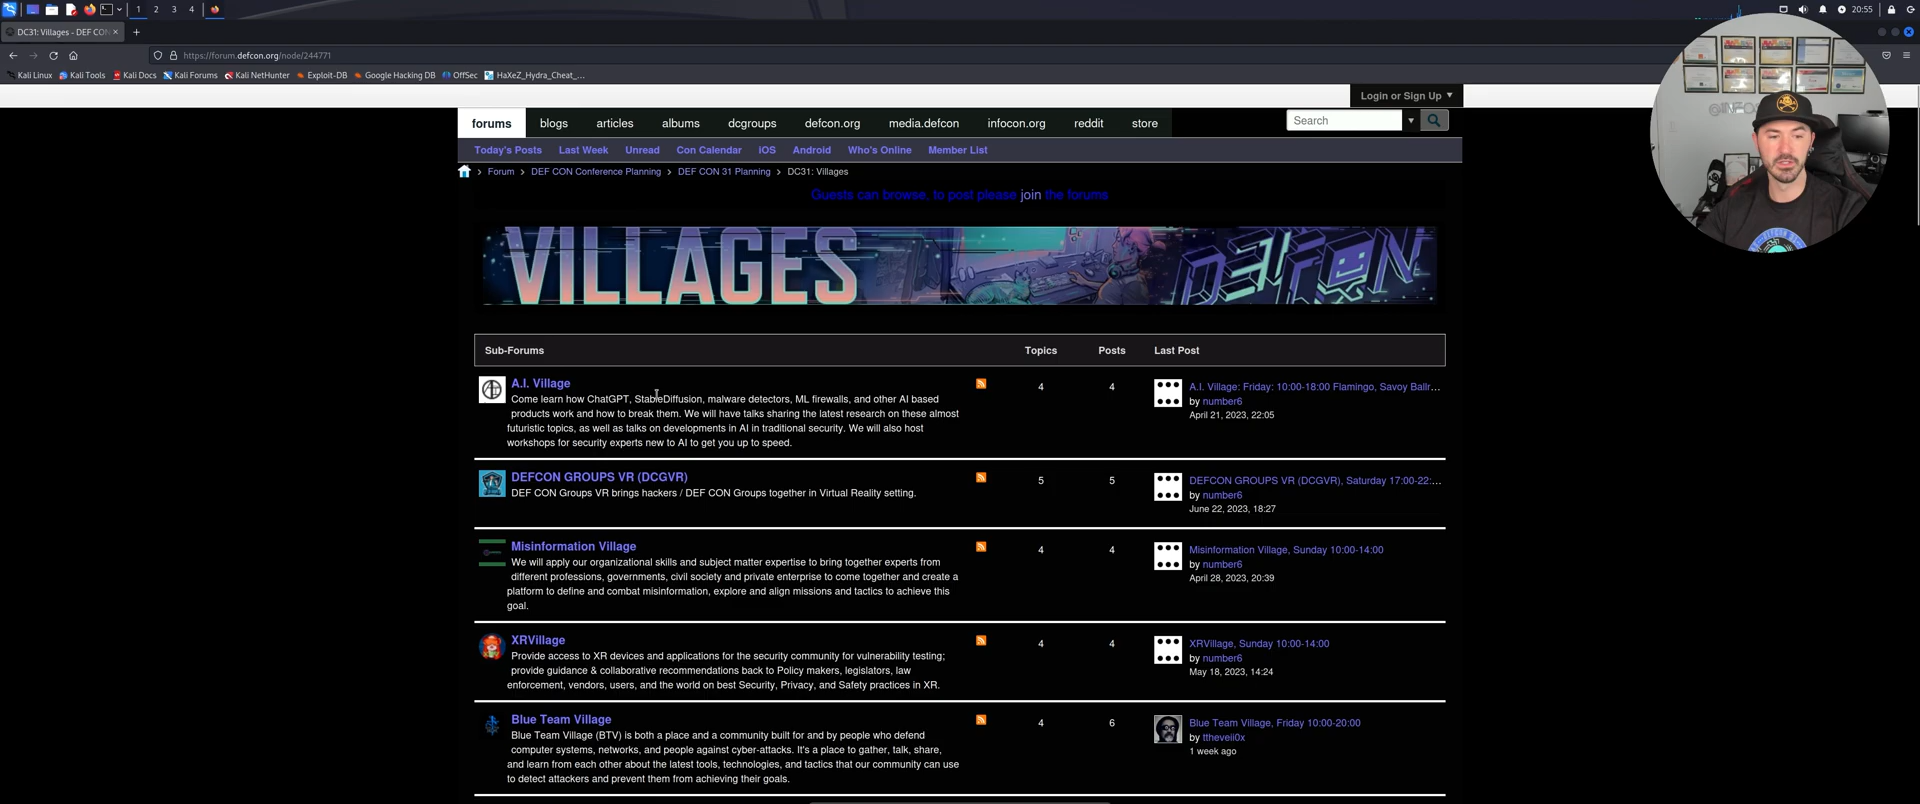 1 2 3 4 20:55
DC31: Villages - DEF CON
https://forum.defcon.org/node/244771
Kali Linux Kali Tools Kali Docs Kali Forums Kali NetHunter Exploit-DB Google Hacking DB OffSec HaXeZ_Hydra_Cheat_...
Login or Sign Up
forums blogs articles albums dcgroups defcon.org media.defcon infocon.org reddit store
Search
Today's Posts Last Week Unread Con Calendar iOS Android Who's Online Member List
Forum DEF CON Conference Planning DEF CON 31 Planning DC31: Villages
Guests can browse, to post please join the forums
VILLAGES DEFCON
Sub-Forums Topics Posts Last Post
A.I. Village
Come learn how ChatGPT, StableDiffusion, malware detectors, ML firewalls, and other AI based
products work and how to break them. We will have talks sharing the latest research on these almost
futuristic topics, as well as talks on developments in AI in traditional security. We will also host
workshops for security experts new to AI to get you up to speed.
4 4
A.I. Village: Friday: 10:00-18:00 Flamingo, Savoy Ballr...
by number6
April 21, 2023, 22:05
DEFCON GROUPS VR (DCGVR)
DEF CON Groups VR brings hackers / DEF CON Groups together in Virtual Reality setting.
5 5
DEFCON GROUPS VR (DCGVR), Saturday 17:00-22:...
by number6
June 22, 2023, 18:27
Misinformation Village
We will apply our organizational skills and subject matter expertise to bring together experts from
different professions, governments, civil society and private enterprise to come together and create a
platform to define and combat misinformation, explore and align missions and tactics to achieve this
goal.
4 4
Misinformation Village, Sunday 10:00-14:00
by number6
April 28, 2023, 20:39
XRVillage
Provide access to XR devices and applications for the security community for vulnerability testing;
provide guidance & collaborative recommendations back to Policy makers, legislators, law
enforcement, vendors, users, and the world on best Security, Privacy, and Safety practices in XR.
4 4
XRVillage, Sunday 10:00-14:00
by number6
May 18, 2023, 14:24
Blue Team Village
Blue Team Village (BTV) is both a place and a community built for and by people who defend
computer systems, networks, and people against cyber-attacks. It's a place to gather, talk, share,
and learn from each other about the latest tools, technologies, and tactics that our community can use
to detect attackers and prevent them from achieving their goals.
4 6
Blue Team Village, Friday 10:00-20:00
by ttheveii0x
1 week ago